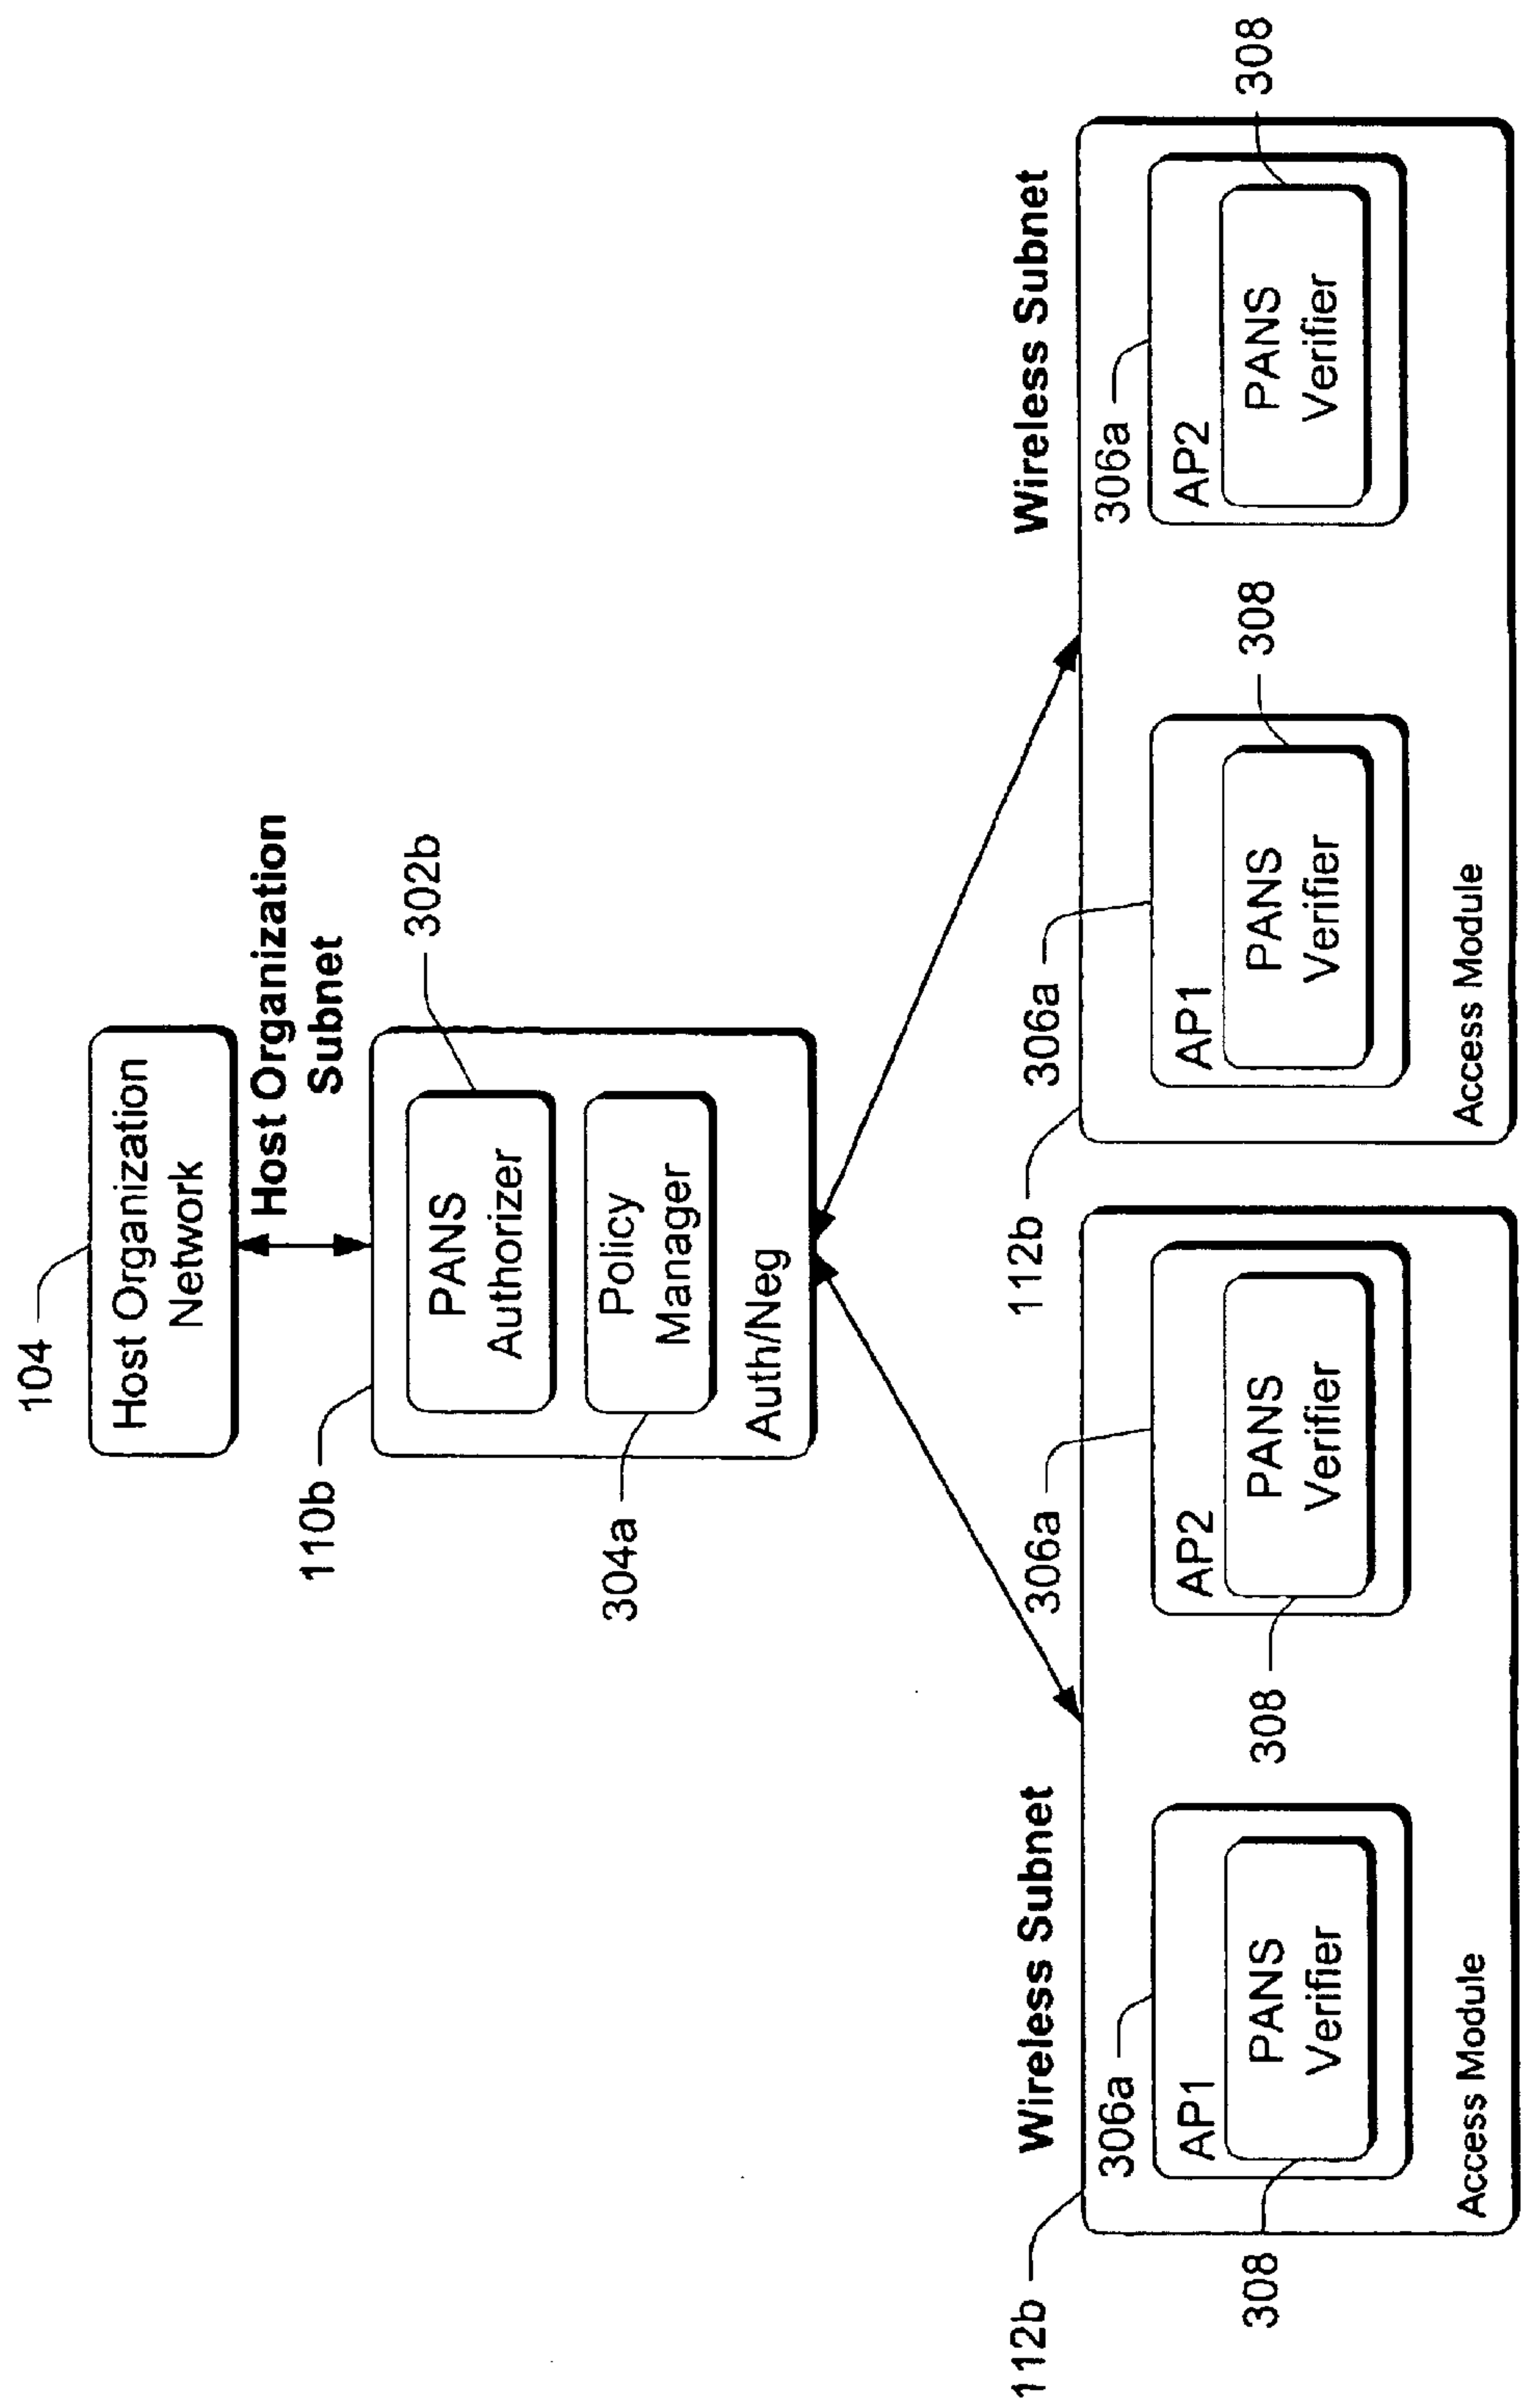 104
Host Organization
Network
Host Organization
Subnet
110b
302b
PANS
Authorizer
304a
Policy
Manager
Auth/Neg
Wireless Subnet
112b
306a
AP1
308
PANS
Verifier
306a
AP2
308
PANS
Verifier
Access Module
Wireless Subnet
112b
306a
AP1
308
PANS
Verifier
306a
AP2
308
PANS
Verifier
Access Module